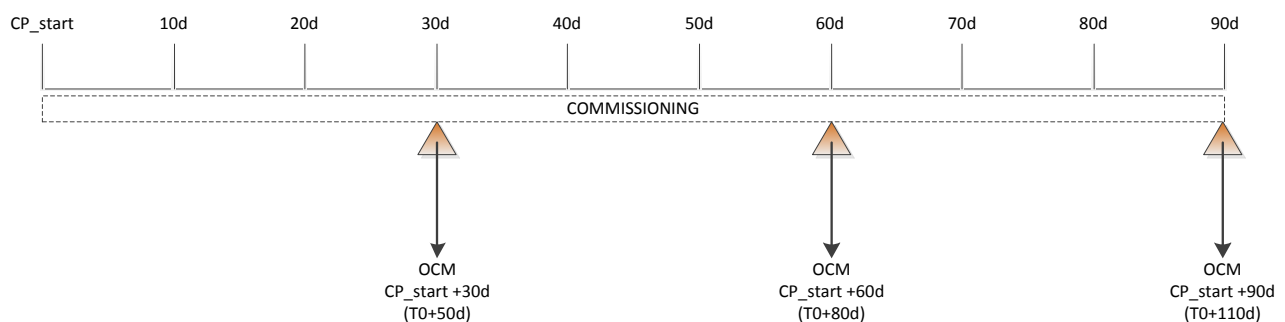 CP_start 10d 20d 30d 40d 50d 60d 70d 80d 90d
COMMISSIONING
OCM
CP_start +30d
(T0+50d)
OCM
CP_start +60d
(T0+80d)
OCM
CP_start +90d
(T0+110d)